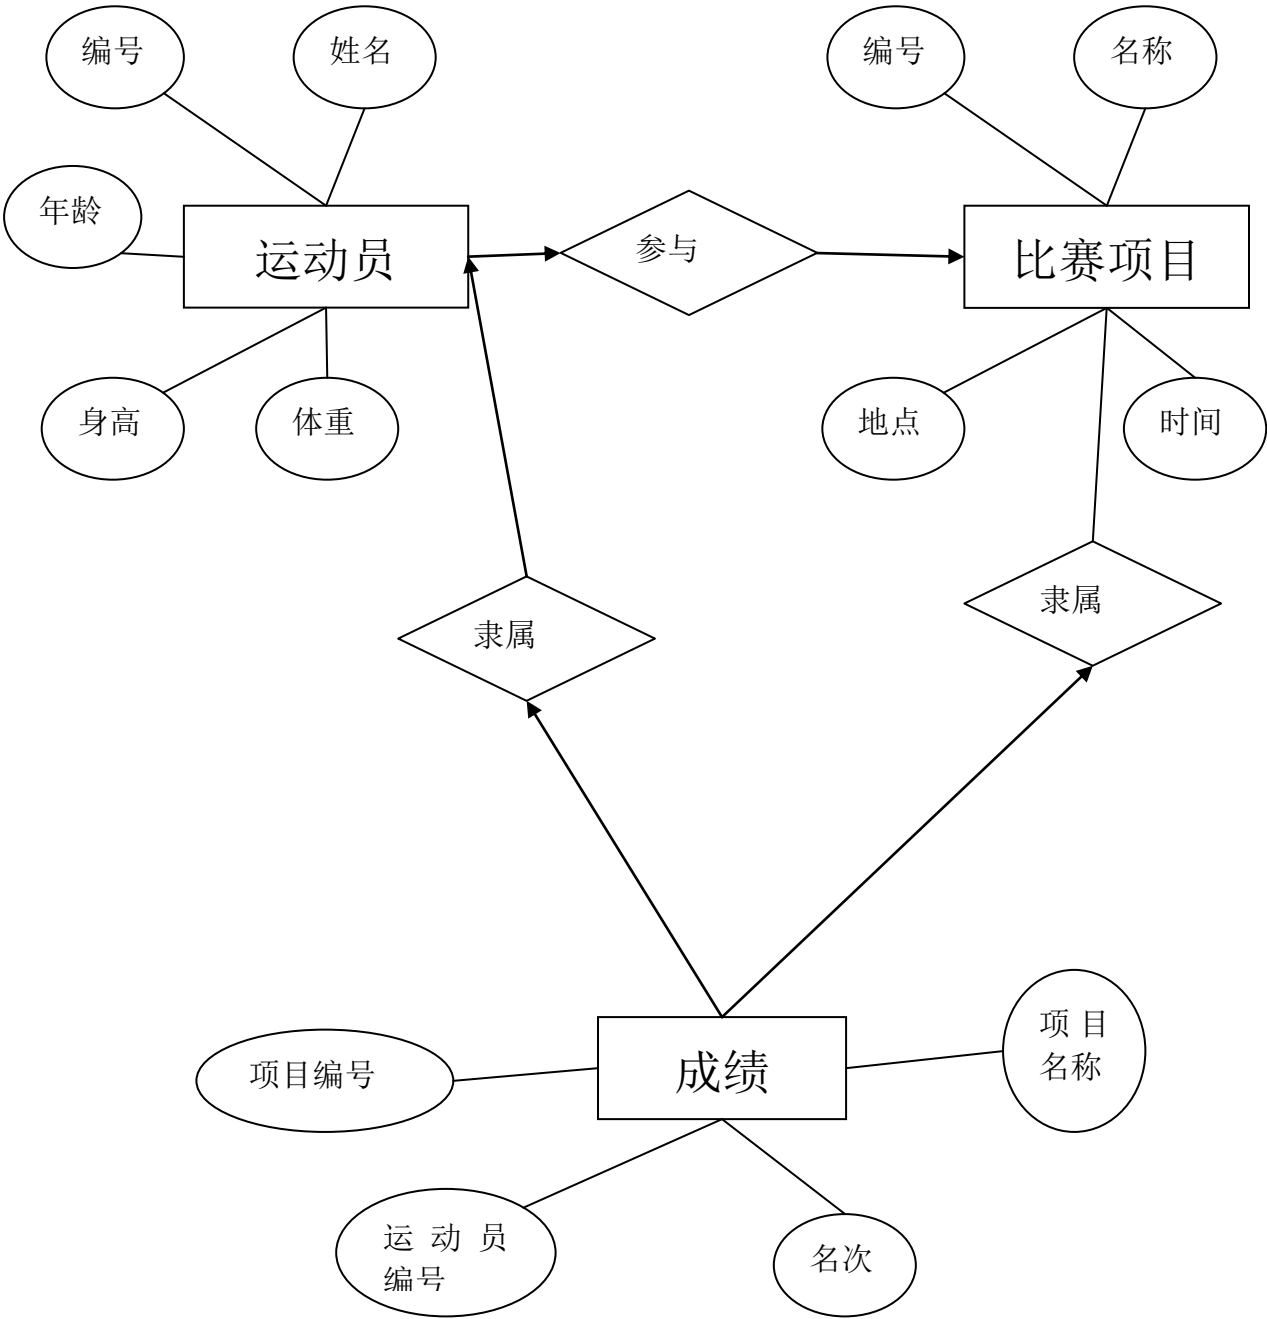 编号
姓名
编号
名称
年龄
运动员
参与
比赛项目
身高
体重
地点
时间
隶属
隶属
项目编号
成绩
项 目
名称
运 动 员
编号
名次